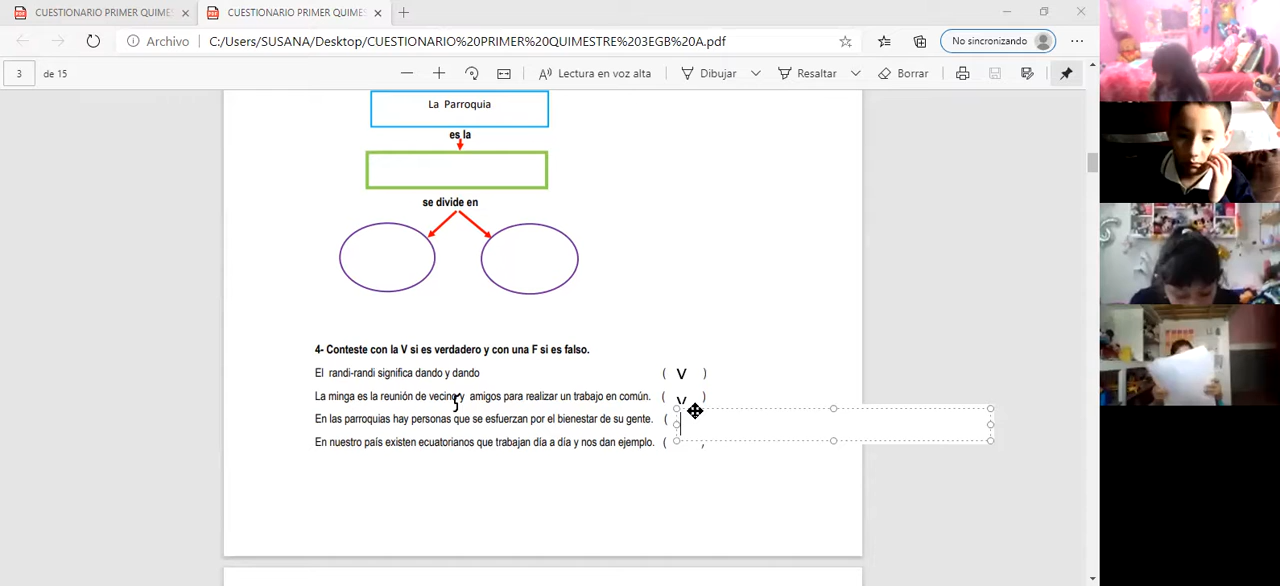 CUESTIONARIO PRIMER QUIMES
CUESTIONARIO PRIMER QUIMES
Archivo
C:/Users/SUSANA/Desktop/CUESTIONARIO%20PRIMER%20QUIMESTRE%203EGB%20A.pdf
No sincronizando
3 de 15
Lectura en voz alta
Dibujar
Resaltar
Borrar
La Parroquia
es la
se divide en
4- Conteste con la V si es verdadero y con una F si es falso.
El randi-randi significa dando y dando ( V )
La minga es la reunión de vecino y amigos para realizar un trabajo en común. ( V )
En las parroquias hay personas que se esfuerzan por el bienestar de su gente. (
En nuestro país existen ecuatorianos que trabajan día a día y nos dan ejemplo. (